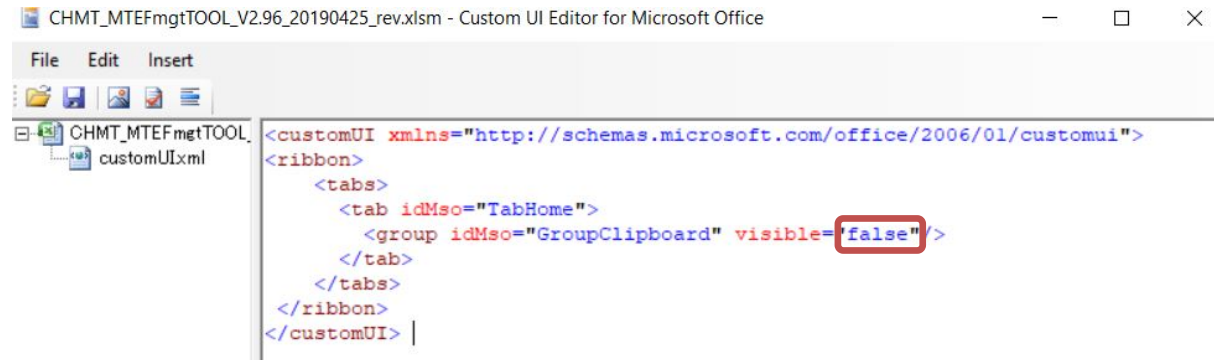 CHMT_MTEFmgtTOOL_V2.96_20190425_rev.xlsm - Custom UI Editor for Microsoft Office
File Edit Insert
CHMT_MTEFmgtTOOL_
customUI.xml
<customUI xmlns="http://schemas.microsoft.com/office/2006/01/customui">
<ribbon>
<tabs>
<tab idMso="TabHome">
<group idMso="GroupClipboard" visible="false"/>
</tab>
</tabs>
</ribbon>
</customUI>